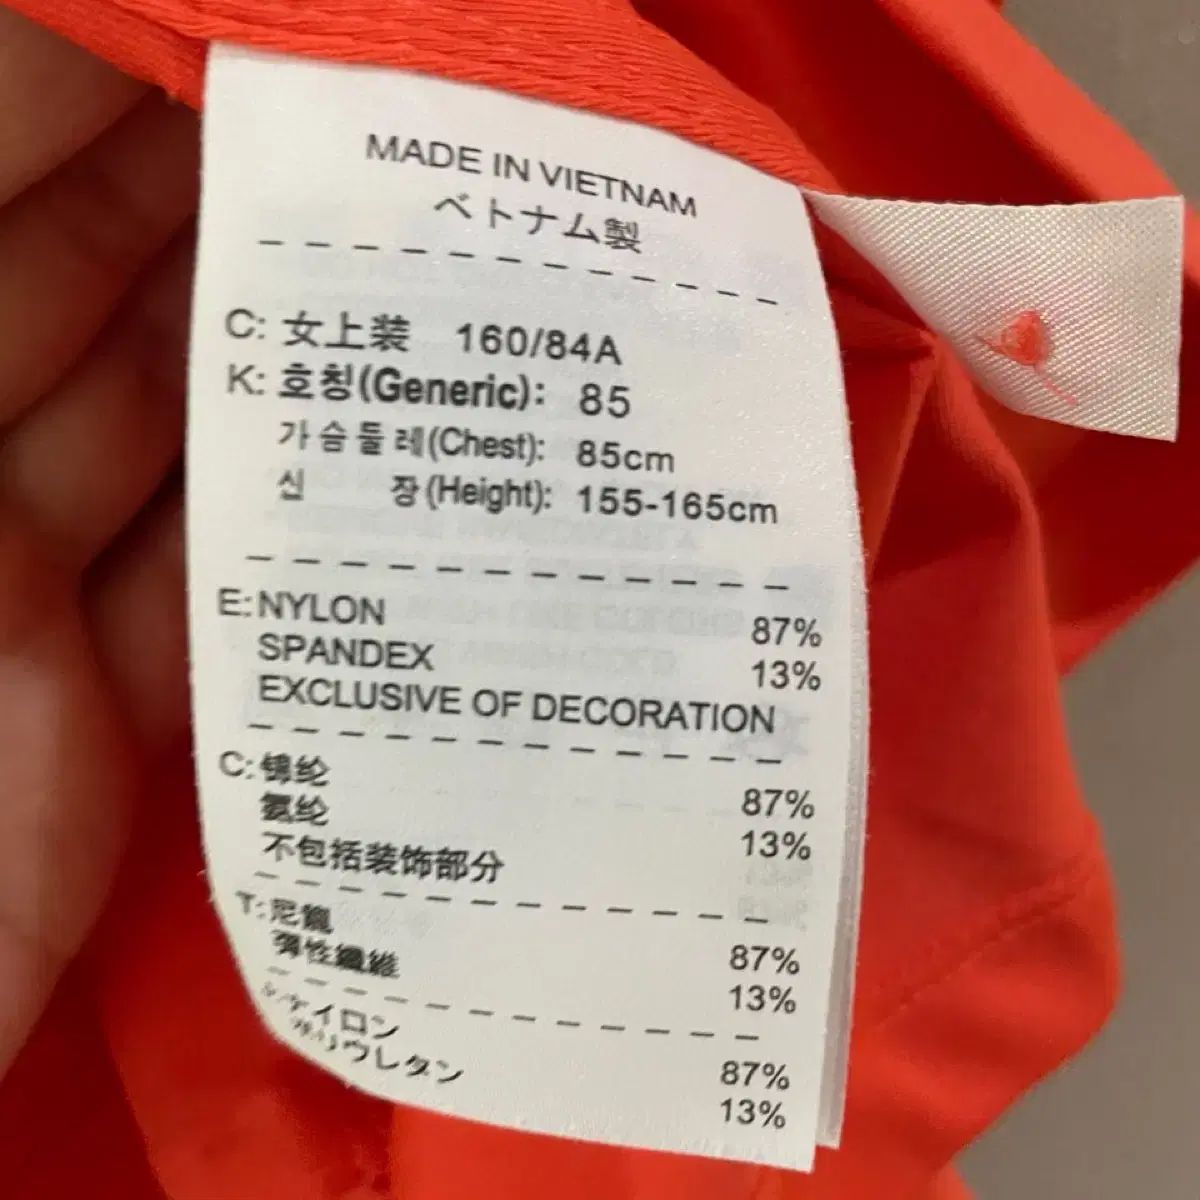 MADE IN VIETNAM
ベトナム製
C: 女上装 160/84A
K: 호칭(Generic): 85
가슴둘레(Chest): 85cm
신 장(Height): 155-165cm
E: NYLON 87%
SPANDEX 13%
EXCLUSIVE OF DECORATION
C: 锦纶 87%
氨纶 13%
不包括装饰部分
T: 尼龍 87%
彈性纖維 13%
ナイロン 87%
ポリウレタン 13%